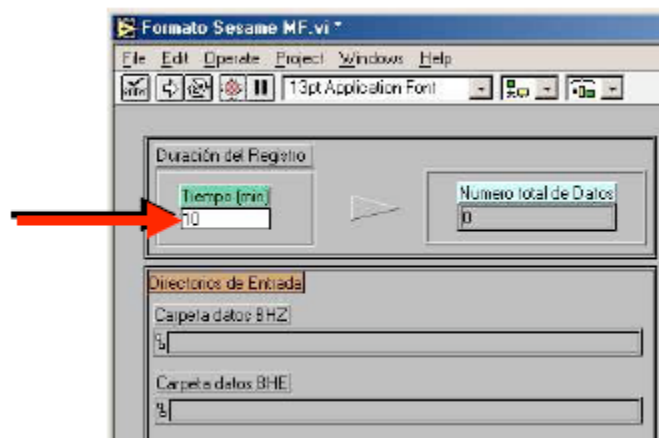 Formato Sesame MF.vi *
File Edit Operate Project Windows Help
13pt Application Font
Duración del Registro
Tiempo (min)
10
Numero total de Datos
0
Directorios de Entrada
Carpeta datos BHZ
Carpeta datos BHE